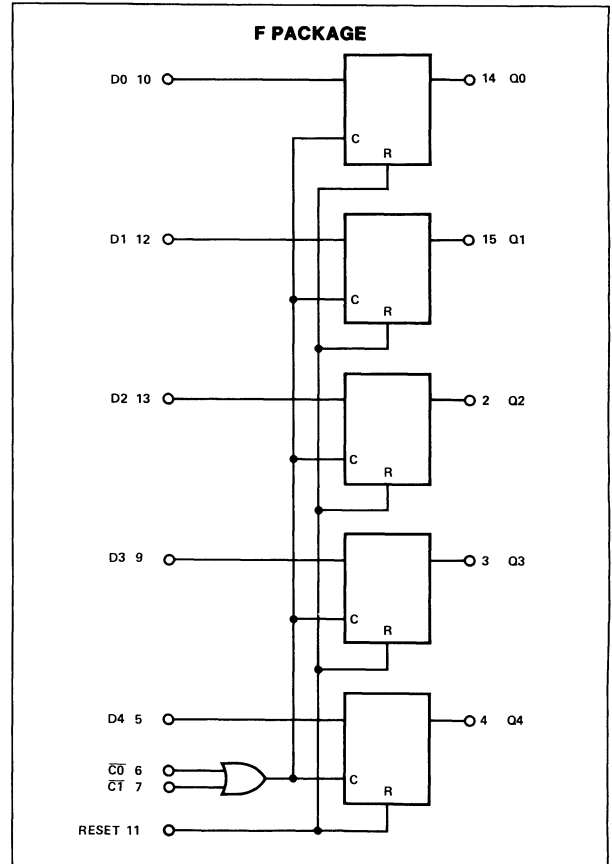 F PACKAGE
D0 10
14 Q0
C
R
D1 12
15 Q1
C
R
D2 13
2 Q2
C
R
D3 9
3 Q3
C
R
D4 5
4 Q4
C0 6
C
C1 7
R
RESET 11